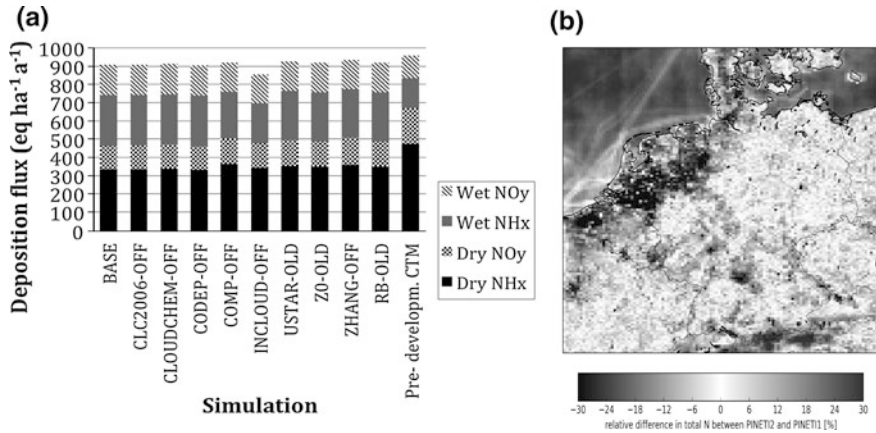 (a)
1000
900
800
700
600
500
400
300
200
100
0
Deposition flux (eq ha⁻¹ a⁻¹)
BASE
CLC2006-OFF
CLOUDCHEM-OFF
CODEP-OFF
COMP-OFF
INCLOUD-OFF
USTAR-OLD
Z0-OLD
ZHANG-OFF
RB-OLD
Pre- developm. CTM
Simulation
Wet NOy
Wet NHx
Dry NOy
Dry NHx
(b)
−30 −24 −18 −12 −6 0 6 12 18 24 30
relative difference in total N between PINETI2 and PINETI1 [%]